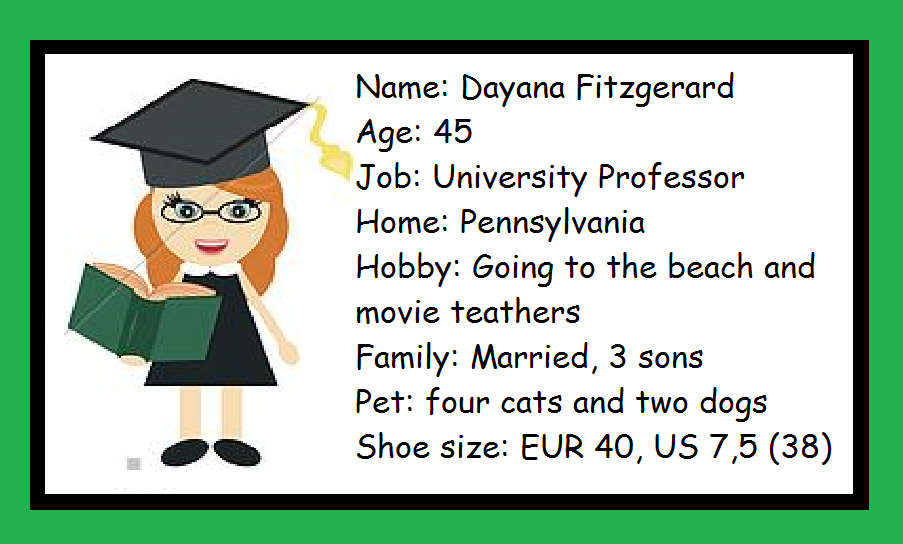 Name: Dayana Fitzgerard
Age: 45
Job: University Professor
Home: Pennsylvania
Hobby: Going to the beach and
movie teathers
Family: Married, 3 sons
Pet: four cats and two dogs
Shoe size: EUR 40, US 7,5 (38)